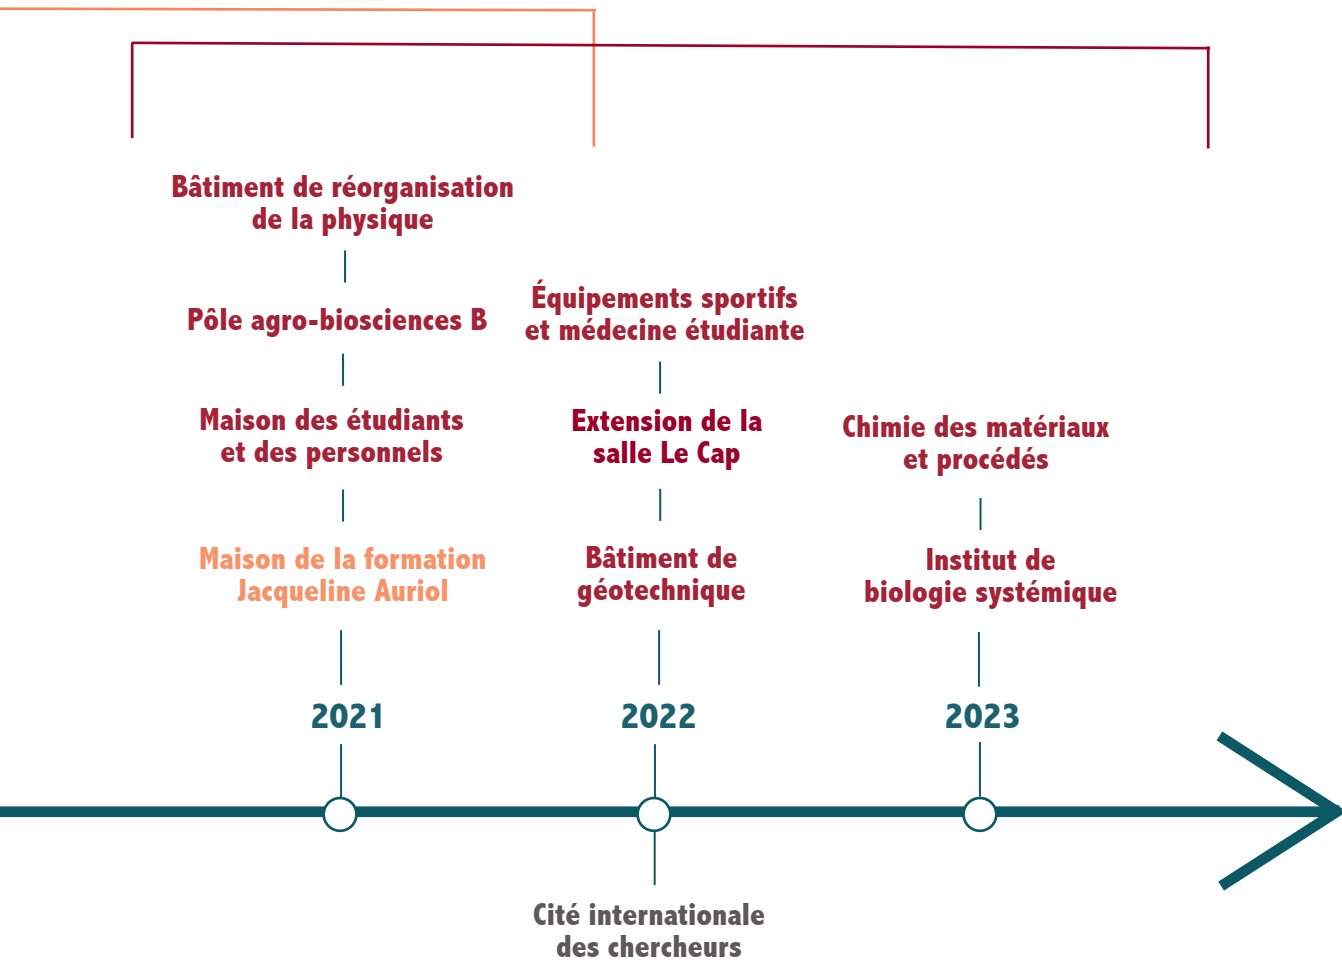 Bâtiment de réorganisation
de la physique
Pôle agro-biosciences B
Maison des étudiants
et des personnels
Maison de la formation
Jacqueline Auriol
2021
Équipements sportifs
et médecine étudiante
Extension de la
salle Le Cap
Bâtiment de
géotechnique
2022
Chimie des matériaux
et procédés
Institut de
biologie systémique
2023
Cité internationale
des chercheurs